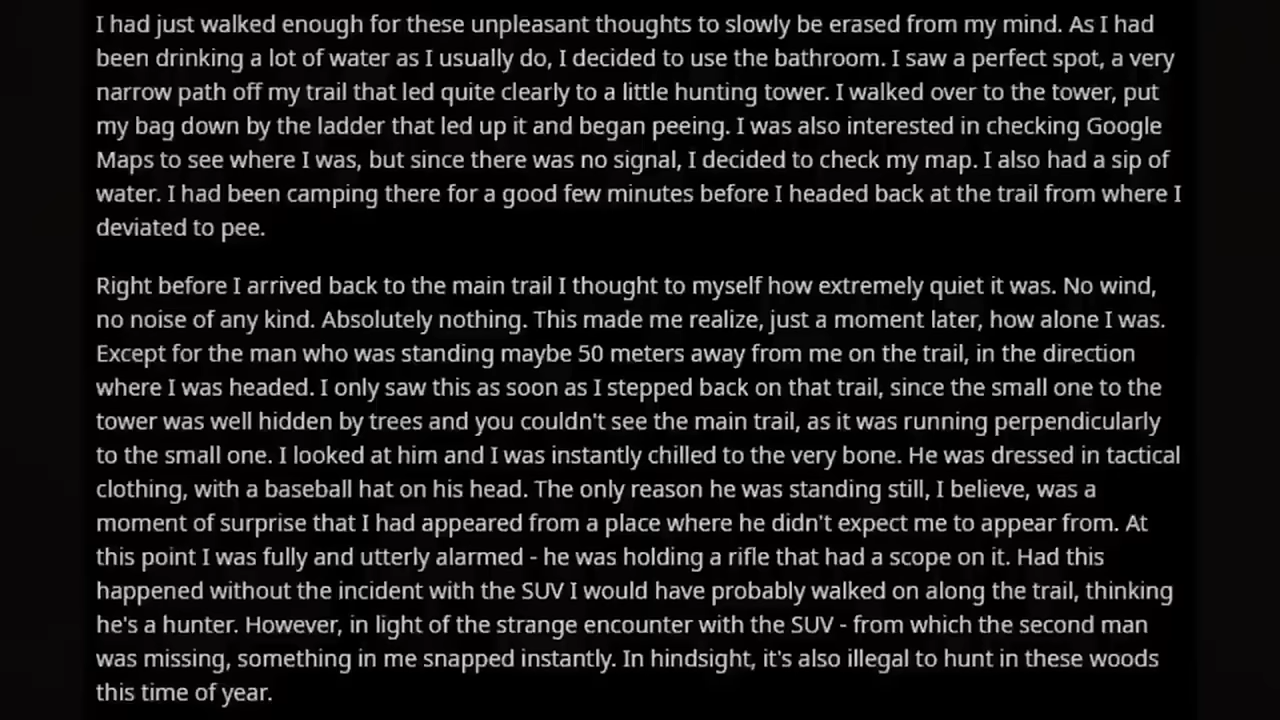 I had just walked enough for these unpleasant thoughts to slowly be erased from my mind. As I had
been drinking a lot of water as I usually do, I decided to use the bathroom. I saw a perfect spot, a very
narrow path off my trail that led quite clearly to a little hunting tower. I walked over to the tower, put
my bag down by the ladder that led up it and began peeing. I was also interested in checking Google
Maps to see where I was, but since there was no signal, I decided to check my map. I also had a sip of
water. I had been camping there for a good few minutes before I headed back at the trail from where I
deviated to pee.
Right before I arrived back to the main trail I thought to myself how extremely quiet it was. No wind,
no noise of any kind. Absolutely nothing. This made me realize, just a moment later, how alone I was.
Except for the man who was standing maybe 50 meters away from me on the trail, in the direction
where I was headed. I only saw this as soon as I stepped back on that trail, since the small one to the
tower was well hidden by trees and you couldn't see the main trail, as it was running perpendicularly
to the small one. I looked at him and I was instantly chilled to the very bone. He was dressed in tactical
clothing, with a baseball hat on his head. The only reason he was standing still, I believe, was a
moment of surprise that I had appeared from a place where he didn't expect me to appear from. At
this point I was fully and utterly alarmed - he was holding a rifle that had a scope on it. Had this
happened without the incident with the SUV I would have probably walked on along the trail, thinking
he's a hunter. However, in light of the strange encounter with the SUV - from which the second man
was missing, something in me snapped instantly. In hindsight, it's also illegal to hunt in these woods
this time of year.